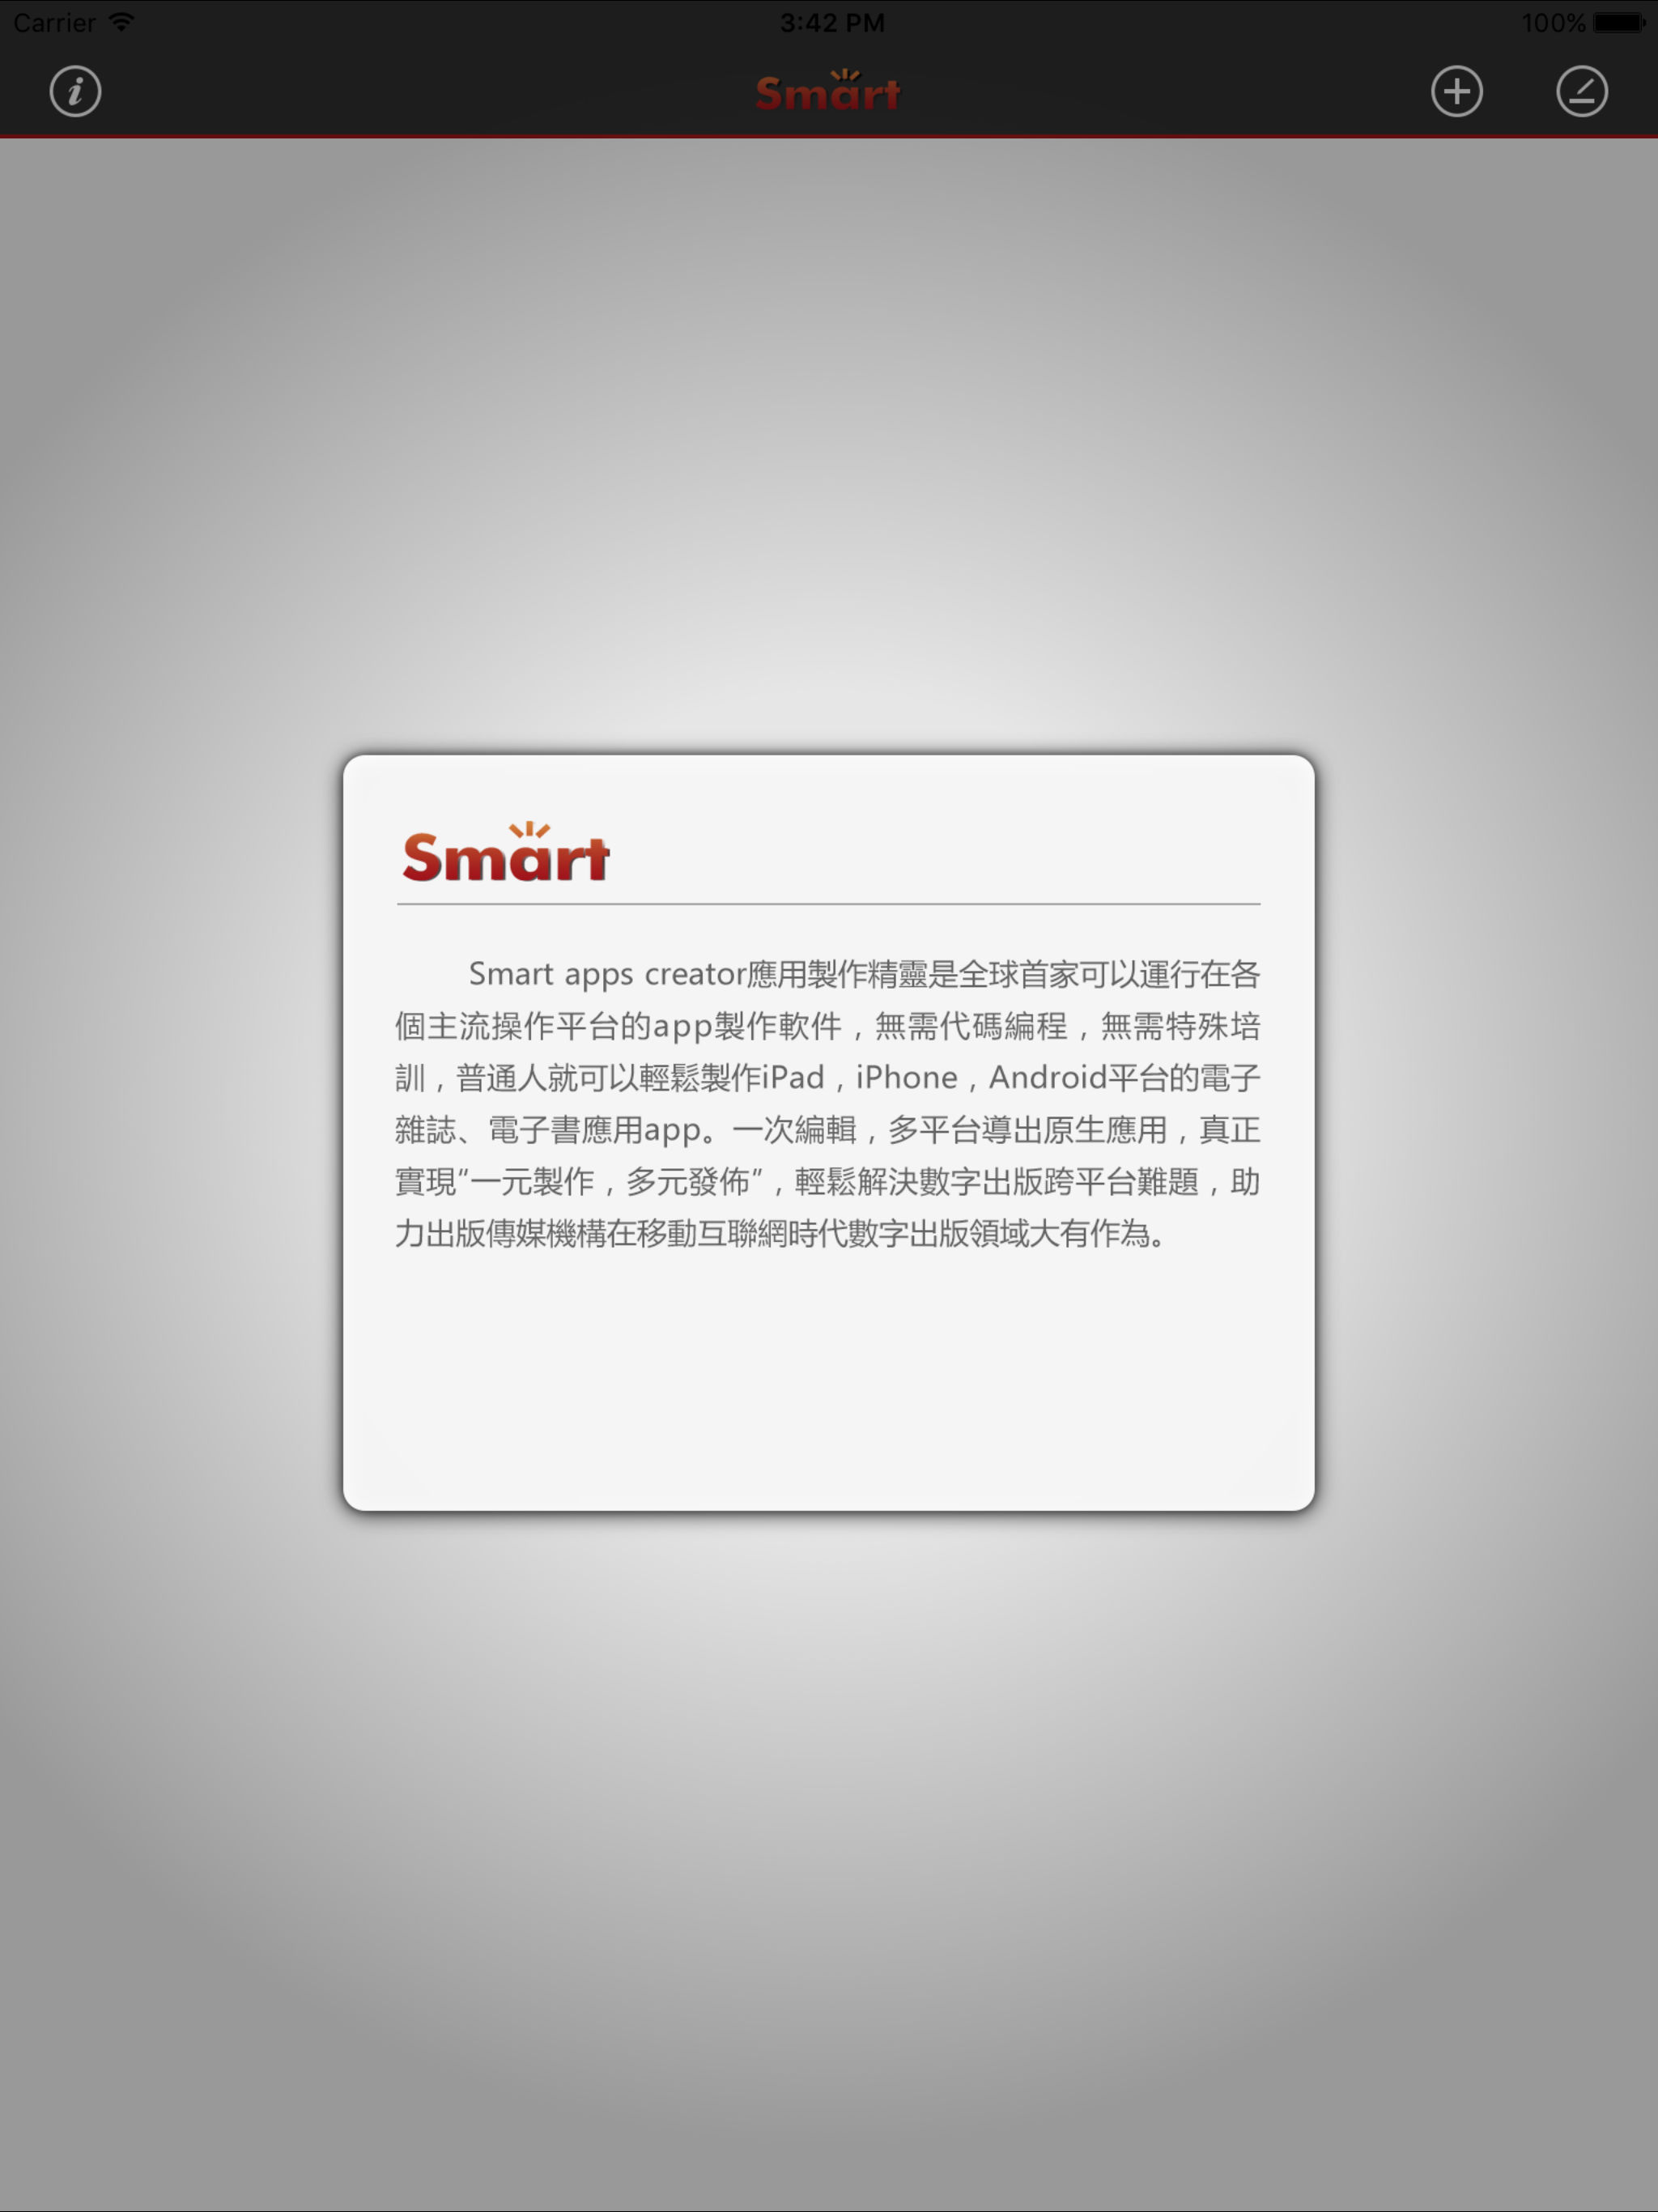 Carrier 3:42 PM 100%
Smart
Smart
Smart apps creator應用製作精靈是全球首家可以運行在各
個主流操作平台的app製作軟件，無需代碼編程，無需特殊培
訓，普通人就可以輕鬆製作iPad，iPhone，Android平台的電子
雜誌、電子書應用app。一次編輯，多平台導出原生應用，真正
實現"一元製作，多元發佈"，輕鬆解決數字出版跨平台難題，助
力出版傳媒機構在移動互聯網時代數字出版領域大有作為。